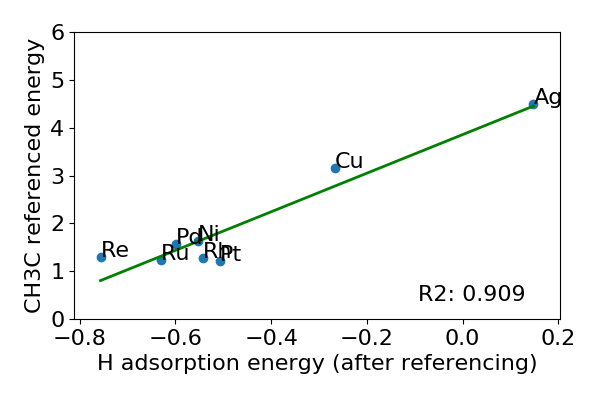 CH3C referenced energy
6
5
4
3
2
1
0
Ag
Cu
Re
Ru
Pd
Ni
Rh
Pt
R2: 0.909
−0.8 −0.6 −0.4 −0.2 0.0 0.2
H adsorption energy (after referencing)